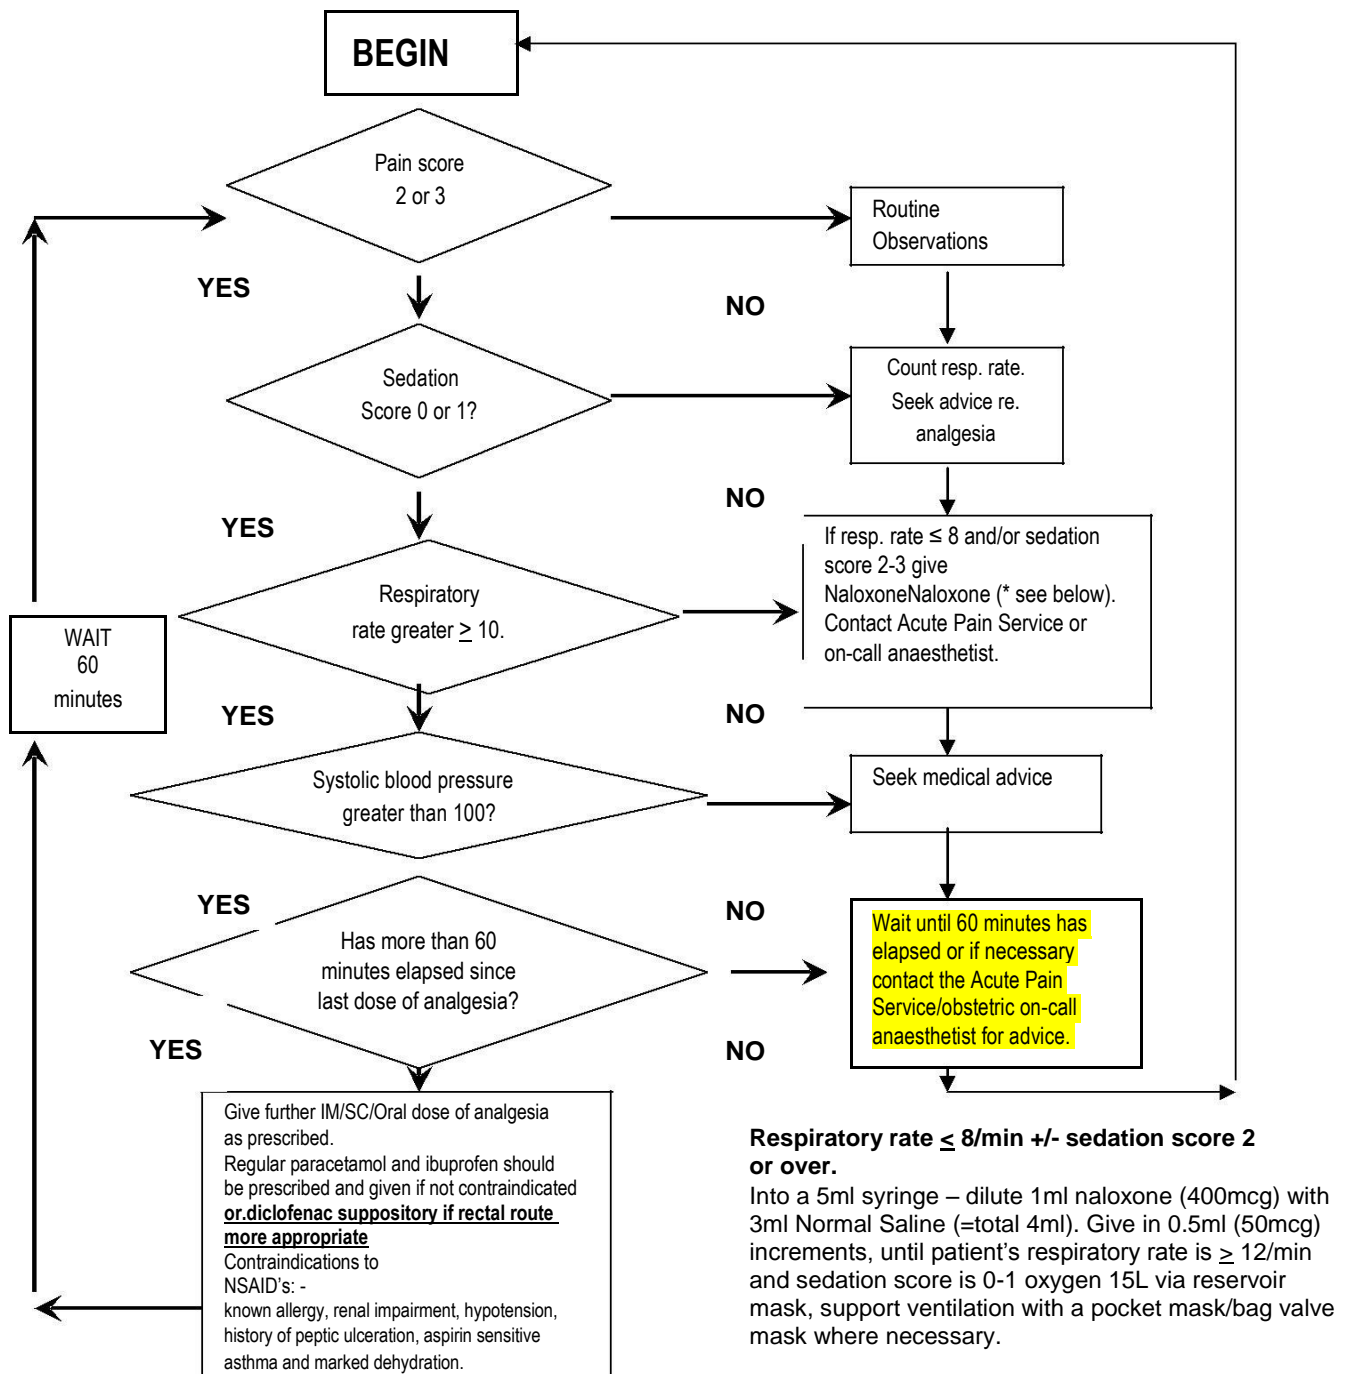 BEGIN
Pain score
2 or 3
Routine
Observations
YES
NO
Sedation
Score 0 or 1?
Count resp. rate.
Seek advice re.
analgesia
YES
NO
Respiratory
rate greater ≥ 10.
If resp. rate ≤ 8 and/or sedation
score 2-3 give
NaloxoneNaloxone (* see below).
Contact Acute Pain Service or
on-call anaesthetist.
WAIT
60
minutes
YES
NO
Systolic blood pressure
greater than 100?
Seek medical advice
YES
NO
Has more than 60
minutes elapsed since
last dose of analgesia?
Wait until 60 minutes has
elapsed or if necessary
contact the Acute Pain
Service/obstetric on-call
anaesthetist for advice.
YES
NO
Give further IM/SC/Oral dose of analgesia
as prescribed.
Regular paracetamol and ibuprofen should
be prescribed and given if not contraindicated
or.diclofenac suppository if rectal route
more appropriate
Contraindications to
NSAID's: -
known allergy, renal impairment, hypotension,
history of peptic ulceration, aspirin sensitive
asthma and marked dehydration.
Respiratory rate ≤ 8/min +/- sedation score 2
or over.
Into a 5ml syringe – dilute 1ml naloxone (400mcg) with
3ml Normal Saline (=total 4ml). Give in 0.5ml (50mcg)
increments, until patient's respiratory rate is ≥ 12/min
and sedation score is 0-1 oxygen 15L via reservoir
mask, support ventilation with a pocket mask/bag valve
mask where necessary.